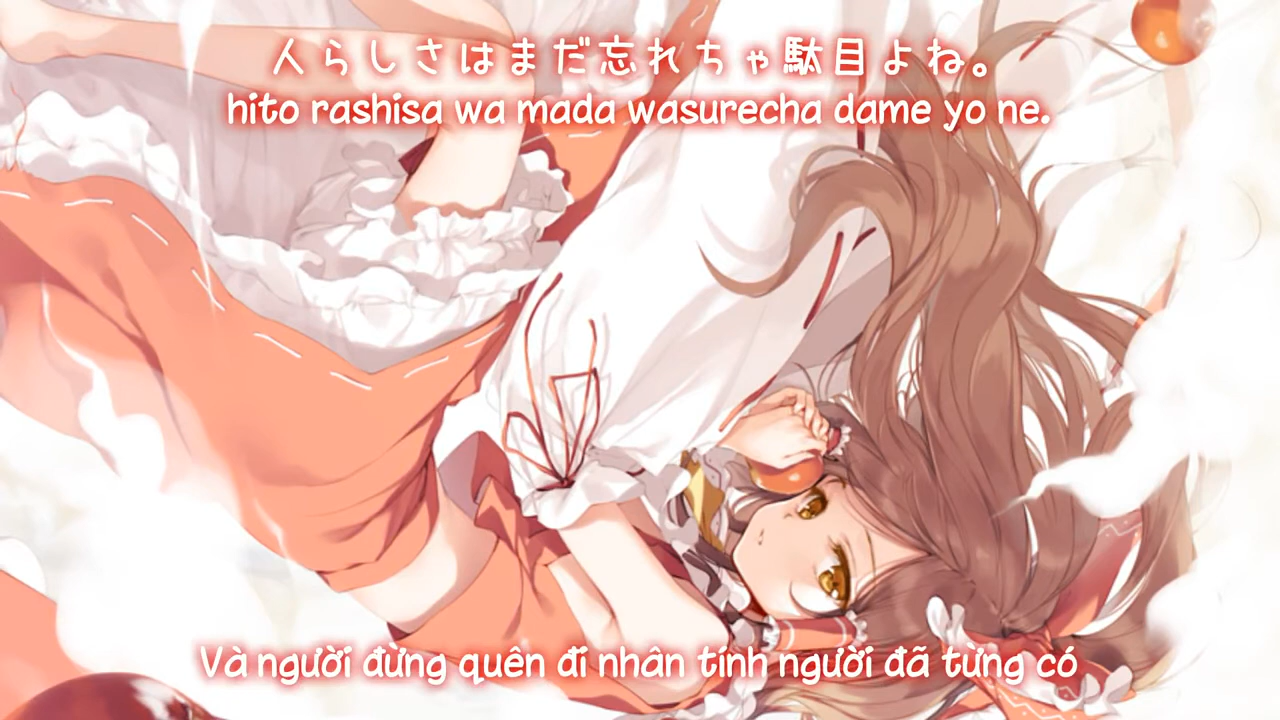 人らしさはまだ忘れちゃ駄目よね。
hito rashisa wa mada wasurecha dame yo ne.
Và người đừng quên đi nhân tính người đã từng có